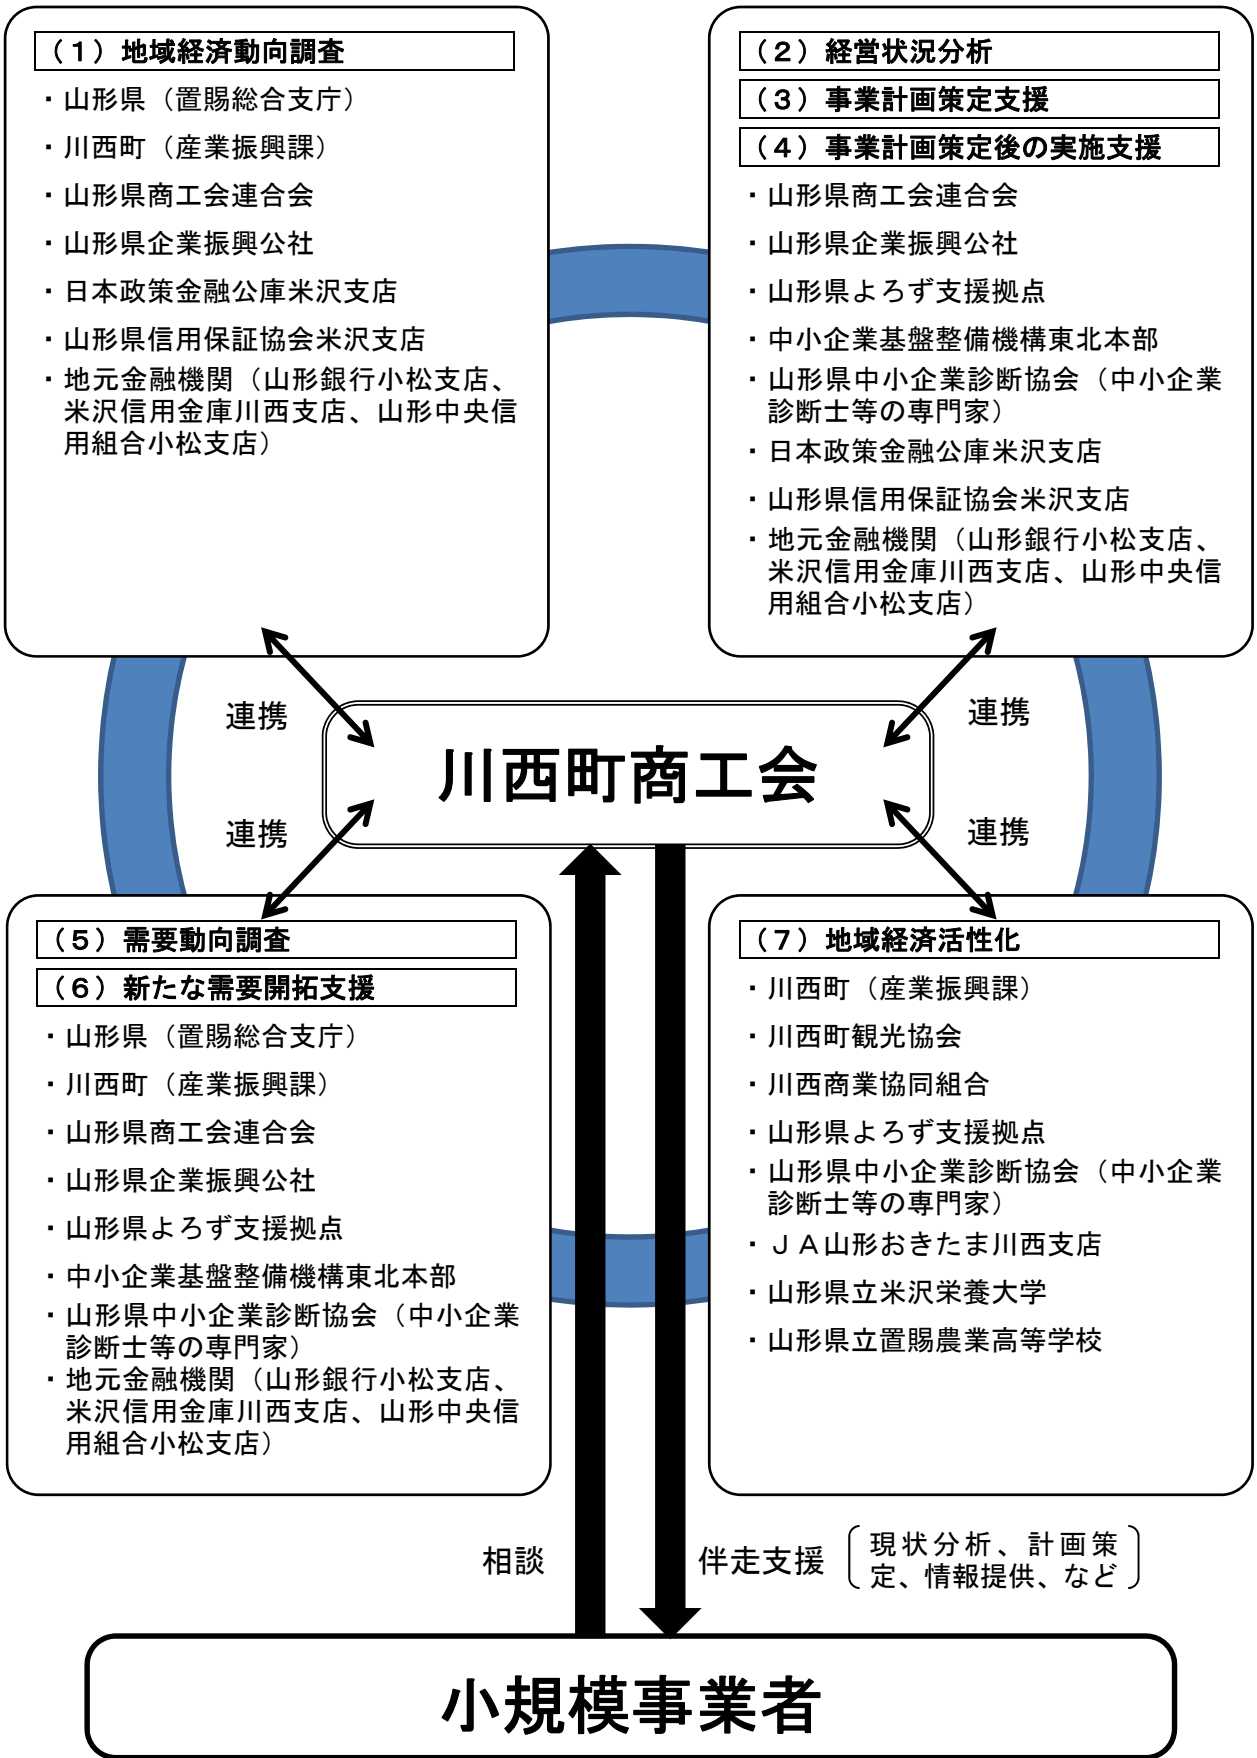 （１）地域経済動向調査
・山形県（置賜総合支庁）
・川西町（産業振興課）
・山形県商工会連合会
・山形県企業振興公社
・日本政策金融公庫米沢支店
・山形県信用保証協会米沢支店
・地元金融機関（山形銀行小松支店、
米沢信用金庫川西支店、山形中央信
用組合小松支店）
（２）経営状況分析
（３）事業計画策定支援
（４）事業計画策定後の実施支援
・山形県商工会連合会
・山形県企業振興公社
・山形県よろず支援拠点
・中小企業基盤整備機構東北本部
・山形県中小企業診断協会（中小企業
診断士等の専門家）
・日本政策金融公庫米沢支店
・山形県信用保証協会米沢支店
・地元金融機関（山形銀行小松支店、
米沢信用金庫川西支店、山形中央信
用組合小松支店）
連携
連携
川西町商工会
連携
連携
（５）需要動向調査
（６）新たな需要開拓支援
・山形県（置賜総合支庁）
・川西町（産業振興課）
・山形県商工会連合会
・山形県企業振興公社
・山形県よろず支援拠点
・中小企業基盤整備機構東北本部
・山形県中小企業診断協会（中小企業
診断士等の専門家）
・地元金融機関（山形銀行小松支店、
米沢信用金庫川西支店、山形中央信
用組合小松支店）
（７）地域経済活性化
・川西町（産業振興課）
・川西町観光協会
・川西商業協同組合
・山形県よろず支援拠点
・山形県中小企業診断協会（中小企業
診断士等の専門家）
・ＪＡ山形おきたま川西支店
・山形県立米沢栄養大学
・山形県立置賜農業高等学校
相談
伴走支援
現状分析、計画策
定、情報提供、など
小規模事業者